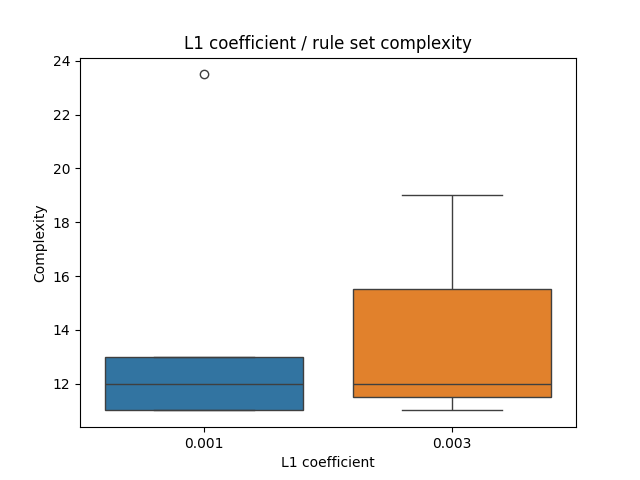 L1 coefficient / rule set complexity
24
22
20
18
16
14
12
Complexity
0.001 0.003
L1 coefficient